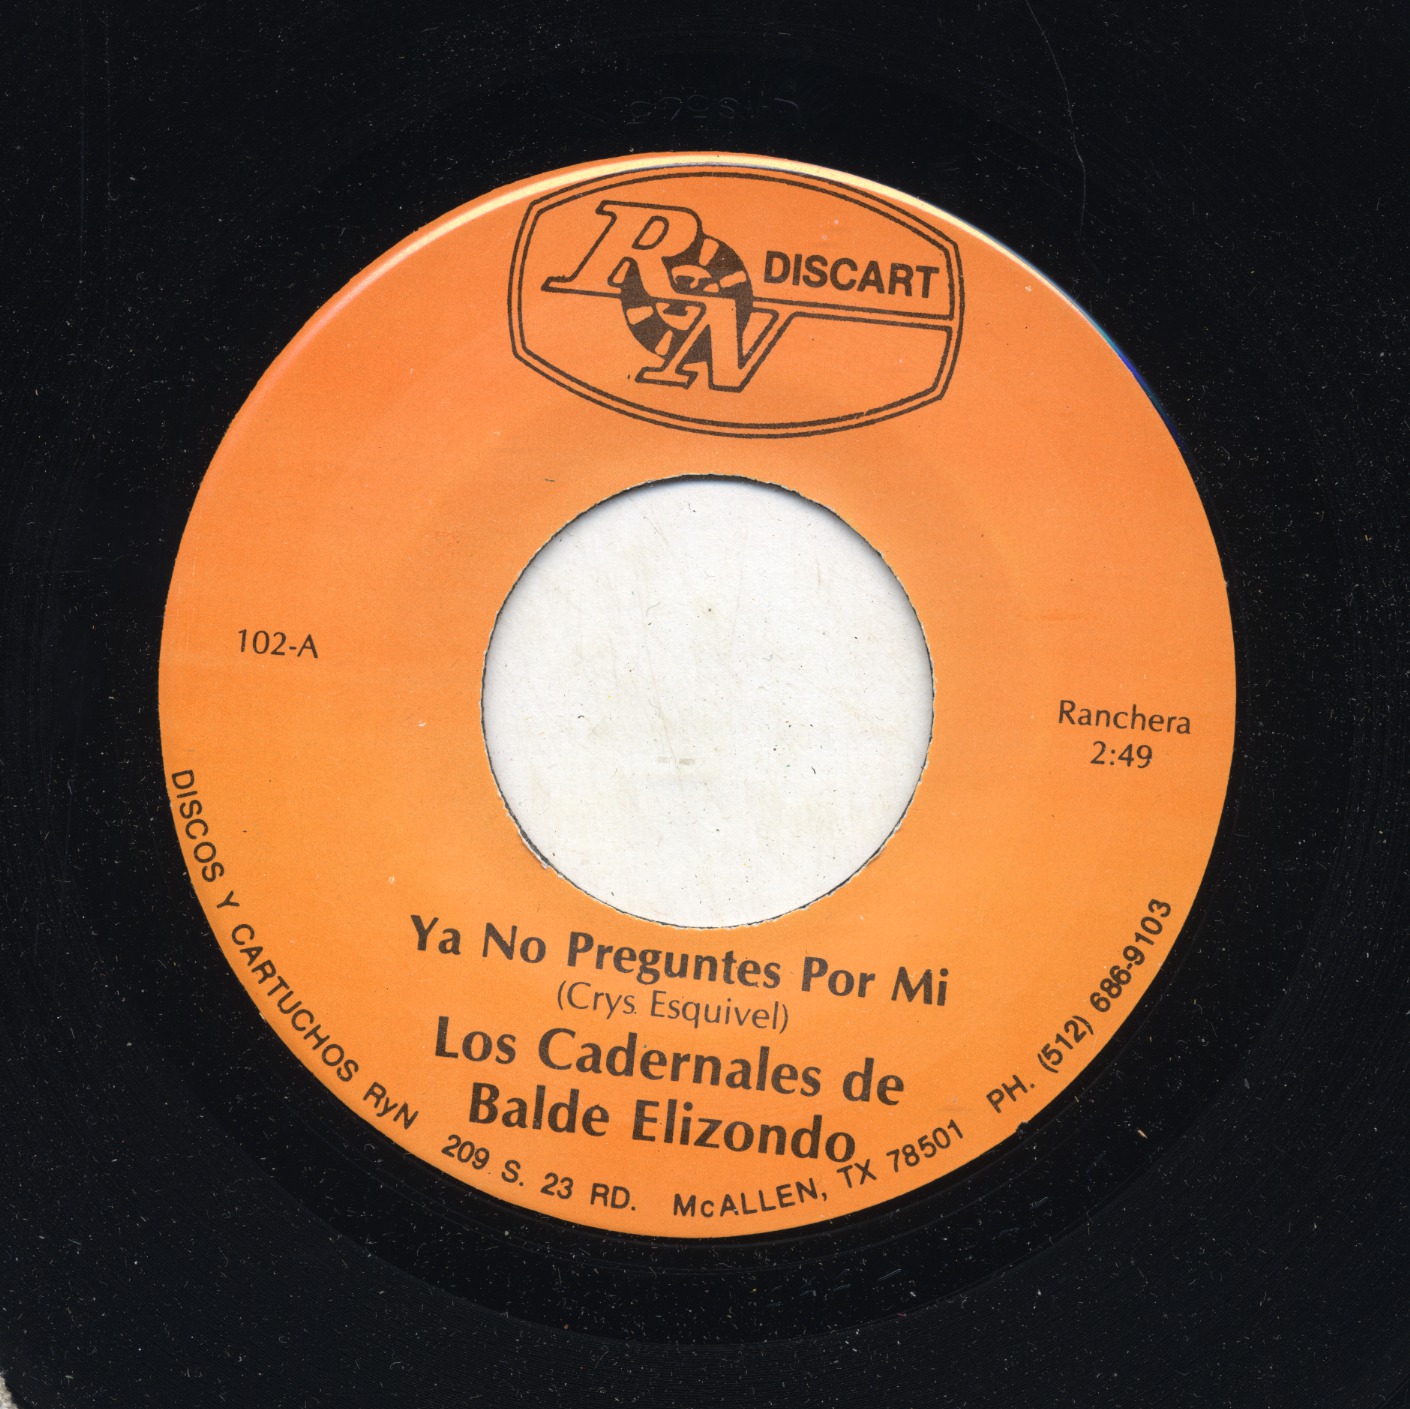 RyN DISCART
102-A
Ranchera
2:49
Ya No Preguntes Por Mi
(Crys Esquivel)
Los Cadernales de
Balde Elizondo
DISCOS Y CARTUCHOS RyN 209 S. 23 RD. McALLEN, TX 78501 PH. (512) 686-9103